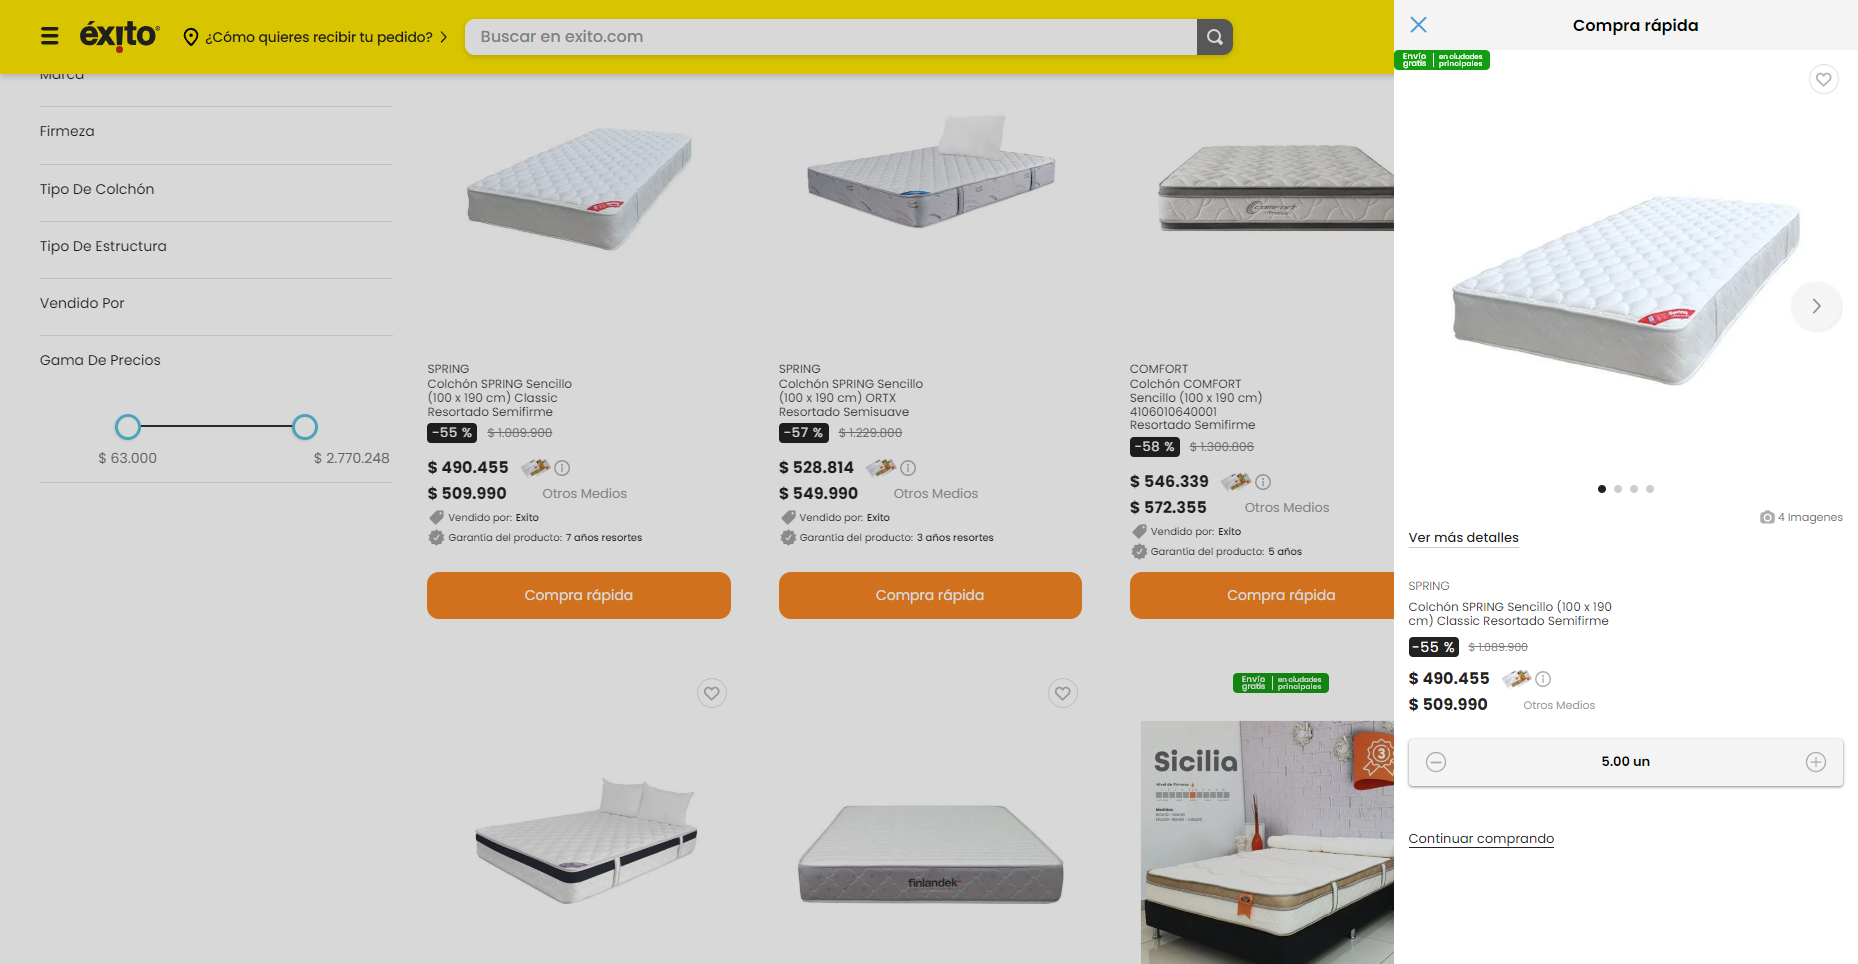 éxito
¿Cómo quieres recibir tu pedido?
Buscar en exito.com
Marca
Firmeza
Tipo De Colchón
Tipo De Estructura
Vendido Por
Gama De Precios
$ 63.000
$ 2.770.248
SPRING
Colchón SPRING Sencillo
(100 x 190 cm) Classic
Resortado Semifirme
-55 % $ 1.089.900
$ 490.455
$ 509.990 Otros Medios
Vendido por: Exito
Garantía del producto: 7 años resortes
Compra rápida
SPRING
Colchón SPRING Sencillo
(100 x 190 cm) ORTX
Resortado Semisuave
-57 % $ 1.229.800
$ 528.814
$ 549.990 Otros Medios
Vendido por: Exito
Garantía del producto: 3 años resortes
Compra rápida
Comfort
COMFORT
Colchón COMFORT
Sencillo (100 x 190 cm)
4106010640001
Resortado Semifirme
-58 % $ 1.300.806
$ 546.339
$ 572.355 Otros Medios
Vendido por: Exito
Garantía del producto: 5 años
Compra rápida
finlandek
Envío gratis en ciudades principales
Sicilia
Nivel de Firmeza
Medidas
3
Compra rápida
Envío gratis en ciudades principales
Spring
4 Imagenes
Ver más detalles
SPRING
Colchón SPRING Sencillo (100 x 190
cm) Classic Resortado Semifirme
-55 % $ 1.089.900
$ 490.455
$ 509.990 Otros Medios
5.00 un
Continuar comprando